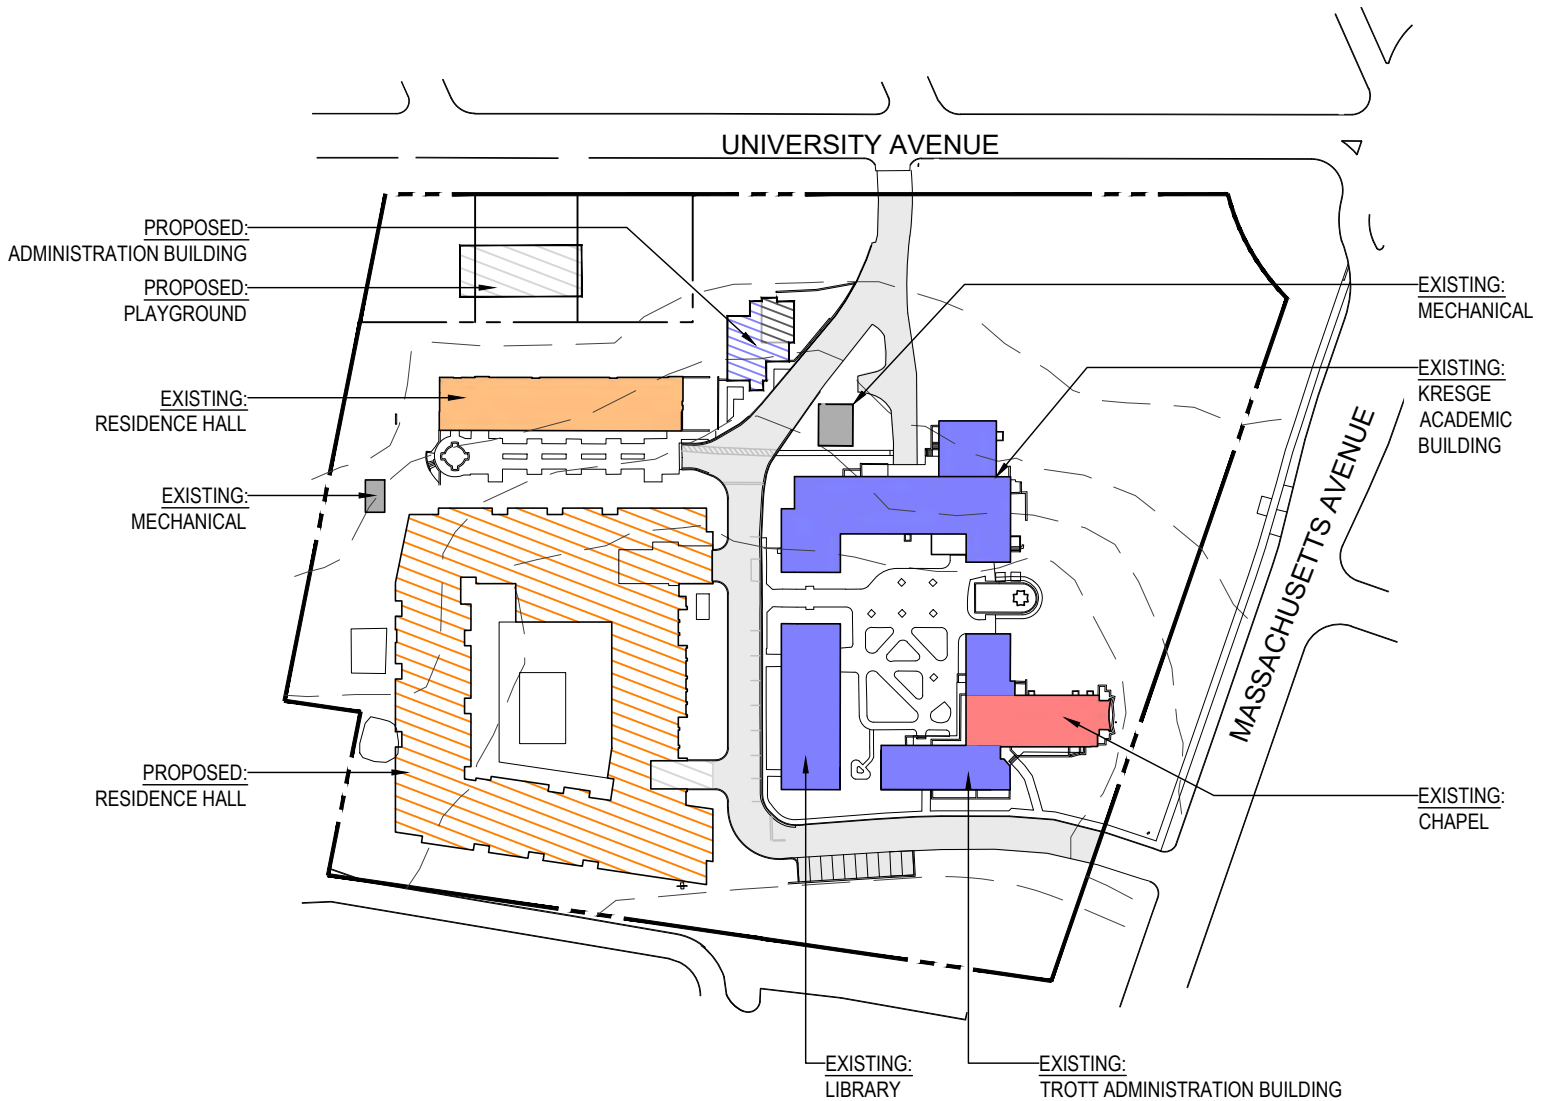 UNIVERSITY AVENUE
PROPOSED:
ADMINISTRATION BUILDING
PROPOSED:
PLAYGROUND
EXISTING:
RESIDENCE HALL
EXISTING:
MECHANICAL
PROPOSED:
RESIDENCE HALL
EXISTING:
MECHANICAL
EXISTING:
KRESGE
ACADEMIC
BUILDING
MASSACHUSETTS AVENUE
EXISTING:
CHAPEL
EXISTING:
LIBRARY
EXISTING:
TROTT ADMINISTRATION BUILDING